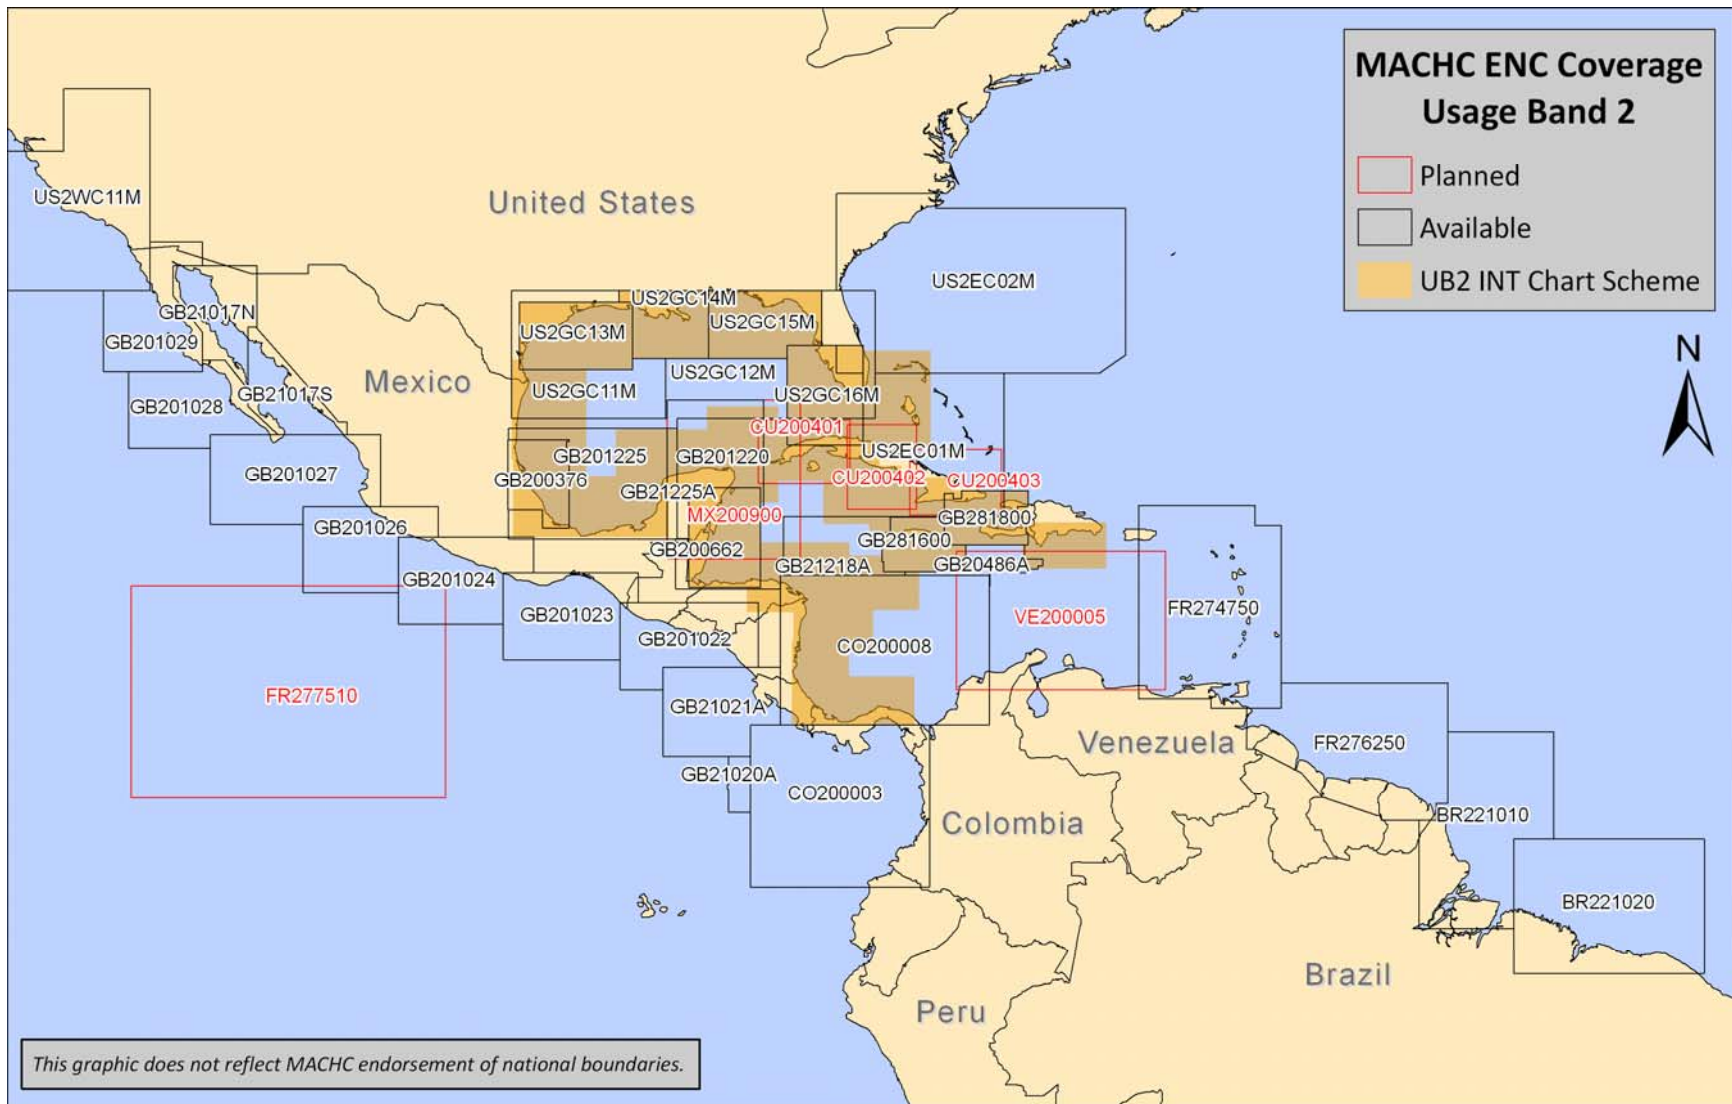 MACHC ENC Coverage
Usage Band 2
Planned
Available
UB2 INT Chart Scheme
N
US2WC11M
United States
US2EC02M
US2GC14M
GB21017N
US2GC15M
US2GC13M
GB201029
US2GC12M
Mexico
US2GC11M
GB21017S
US2GC16M
GB201028
CU200401
US2EC01M
GB201225
GB201220
GB201027
GB200376
CU200402
CU200403
GB21225A
MX200900
GB281800
GB201026
GB281600
GB200662
GB21218A
GB20486A
GB201024
FR274750
GB201023
VE200005
GB201022
CO200008
FR277510
GB21021A
Venezuela
FR276250
GB21020A
CO200003
BR221010
Colombia
BR221020
Brazil
Peru
This graphic does not reflect MACHC endorsement of national boundaries.